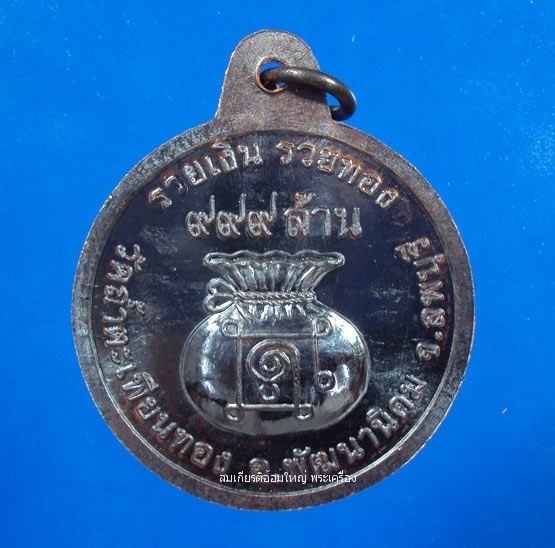 รวยเงิน รวยทอง
๙๙๙ ล้าน
วัดถ้ำตะเพียนทอง อ.พัฒนานิคม จ.ลพบุรี
สมเกียรติอ้อมใหญ่ พระเครื่อง